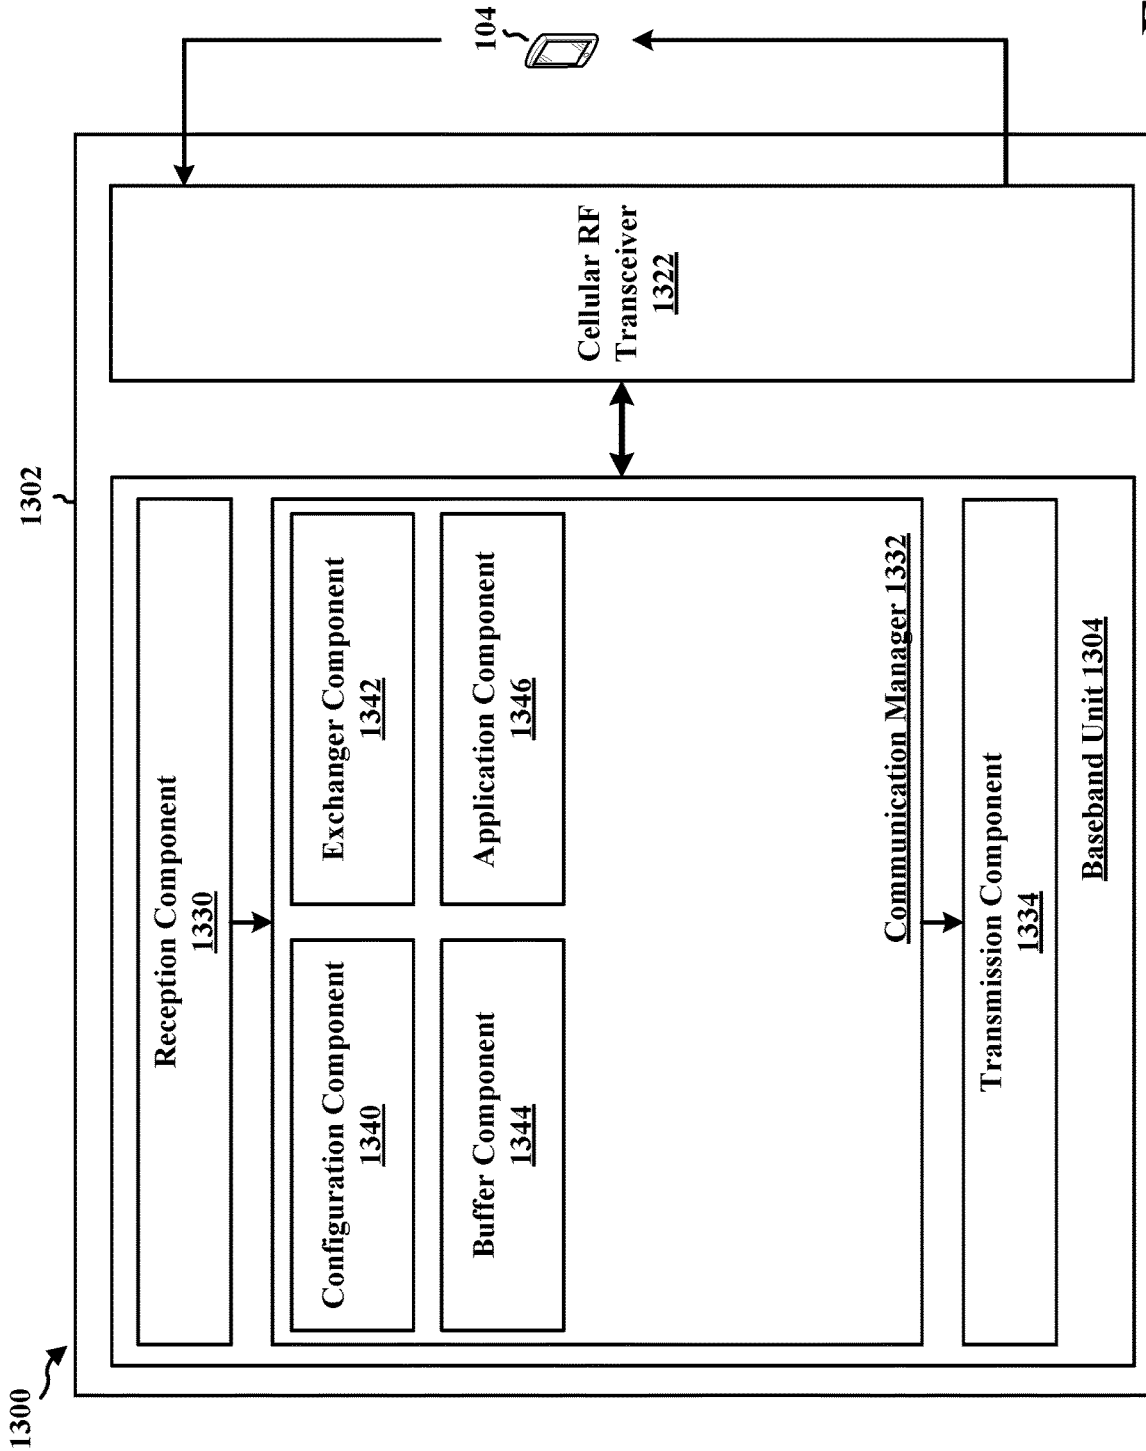 1300
1302
104
Reception Component
1330
Configuration Component
1340
Exchanger Component
1342
Buffer Component
1344
Application Component
1346
Communication Manager 1332
Transmission Component
1334
Baseband Unit 1304
Cellular RF
Transceiver
1322